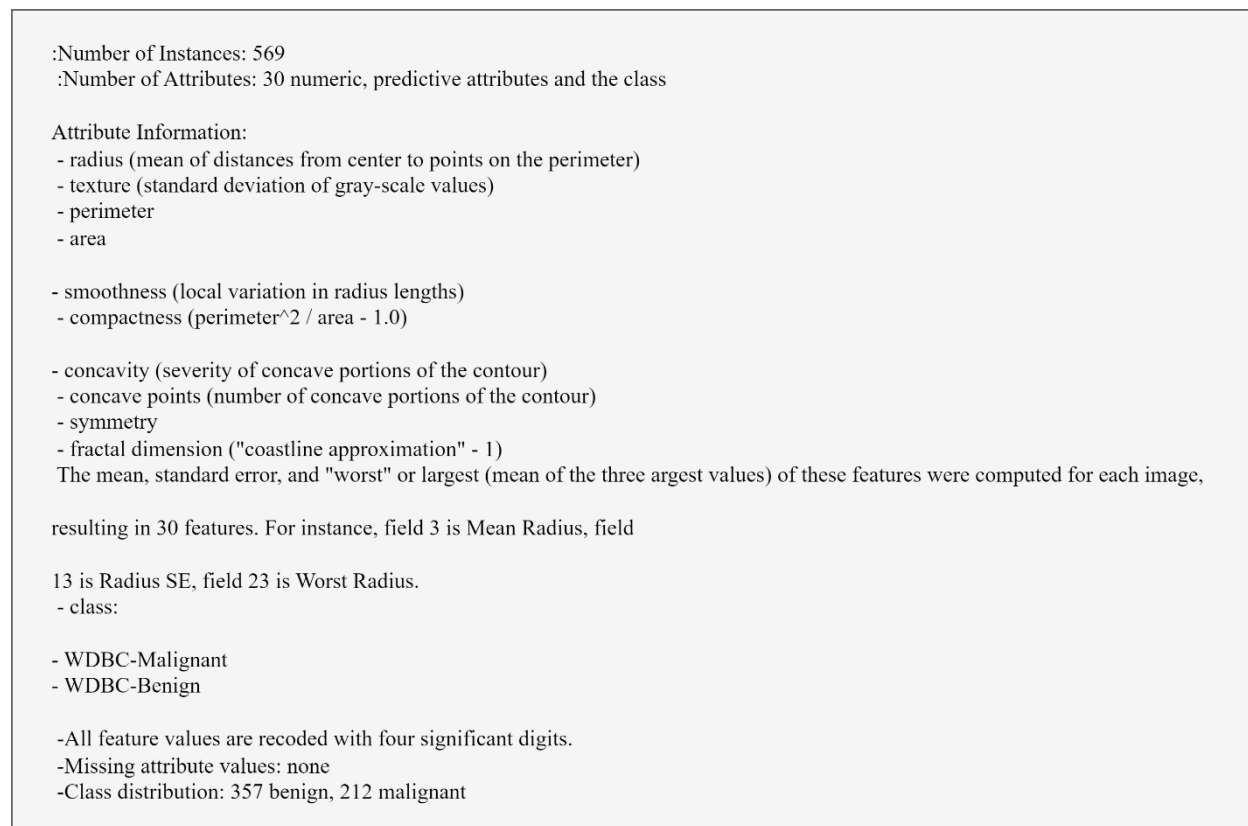 :Number of Instances: 569
:Number of Attributes: 30 numeric, predictive attributes and the class
Attribute Information:
- radius (mean of distances from center to points on the perimeter)
- texture (standard deviation of gray-scale values)
- perimeter
- area
- smoothness (local variation in radius lengths)
- compactness (perimeter^2 / area - 1.0)
- concavity (severity of concave portions of the contour)
- concave points (number of concave portions of the contour)
- symmetry
- fractal dimension ("coastline approximation" - 1)
The mean, standard error, and "worst" or largest (mean of the three argest values) of these features were computed for each image,
resulting in 30 features. For instance, field 3 is Mean Radius, field
13 is Radius SE, field 23 is Worst Radius.
- class:
- WDBC-Malignant
- WDBC-Benign
-All feature values are recoded with four significant digits.
-Missing attribute values: none
-Class distribution: 357 benign, 212 malignant